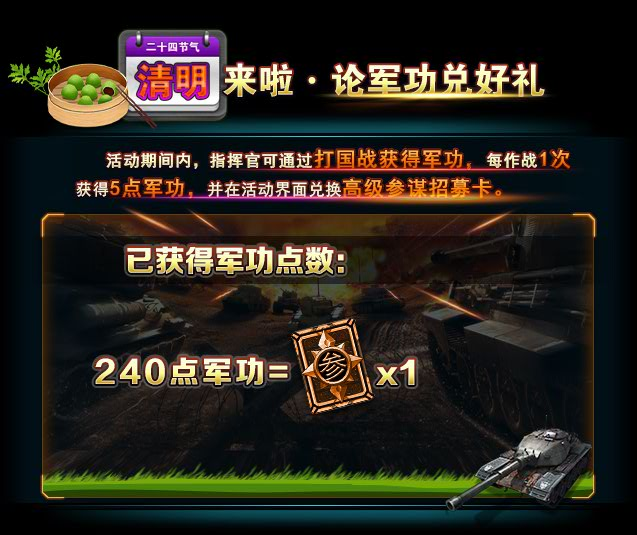 二十四节气
清明 来啦·论军功兑好礼
活动期间内，指挥官可通过打国战获得军功，每作战1次
获得5点军功，并在活动界面兑换高级参谋招募卡。
已获得军功点数：
240点军功=参x1